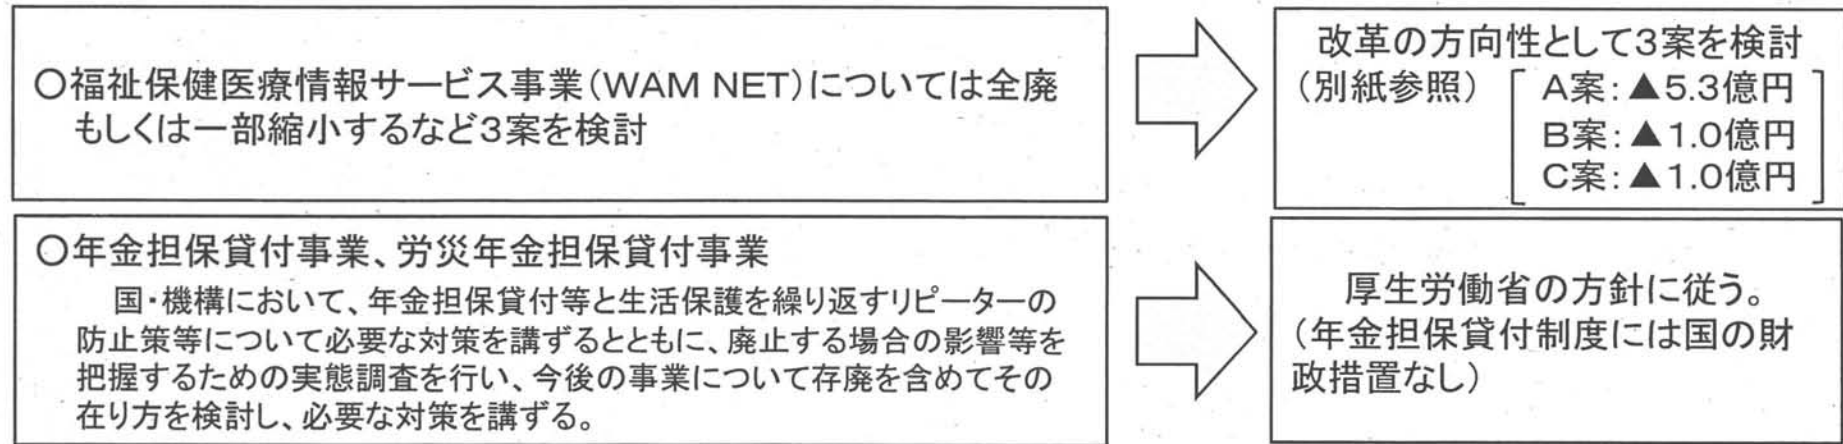 ○福祉保健医療情報サービス事業(WAM NET)については全廃
もしくは一部縮小するなど3案を検討
改革の方向性として3案を検討
(別紙参照)
A案:▲5.3億円
B案:▲1.0億円
C案:▲1.0億円
○年金担保貸付事業、労災年金担保貸付事業
国・機構において、年金担保貸付等と生活保護を繰り返すリピーターの
防止策等について必要な対策を講ずるとともに、廃止する場合の影響等を
把握するための実態調査を行い、今後の事業について存廃を含めてその
在り方を検討し、必要な対策を講ずる。
厚生労働省の方針に従う。
(年金担保貸付制度には国の財
政措置なし)